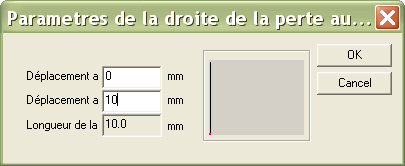 Parametres de la droite de la perte au...
OK
Déplacement a 0 mm
Cancel
Déplacement a 10 mm
Longueur de la 10.0 mm